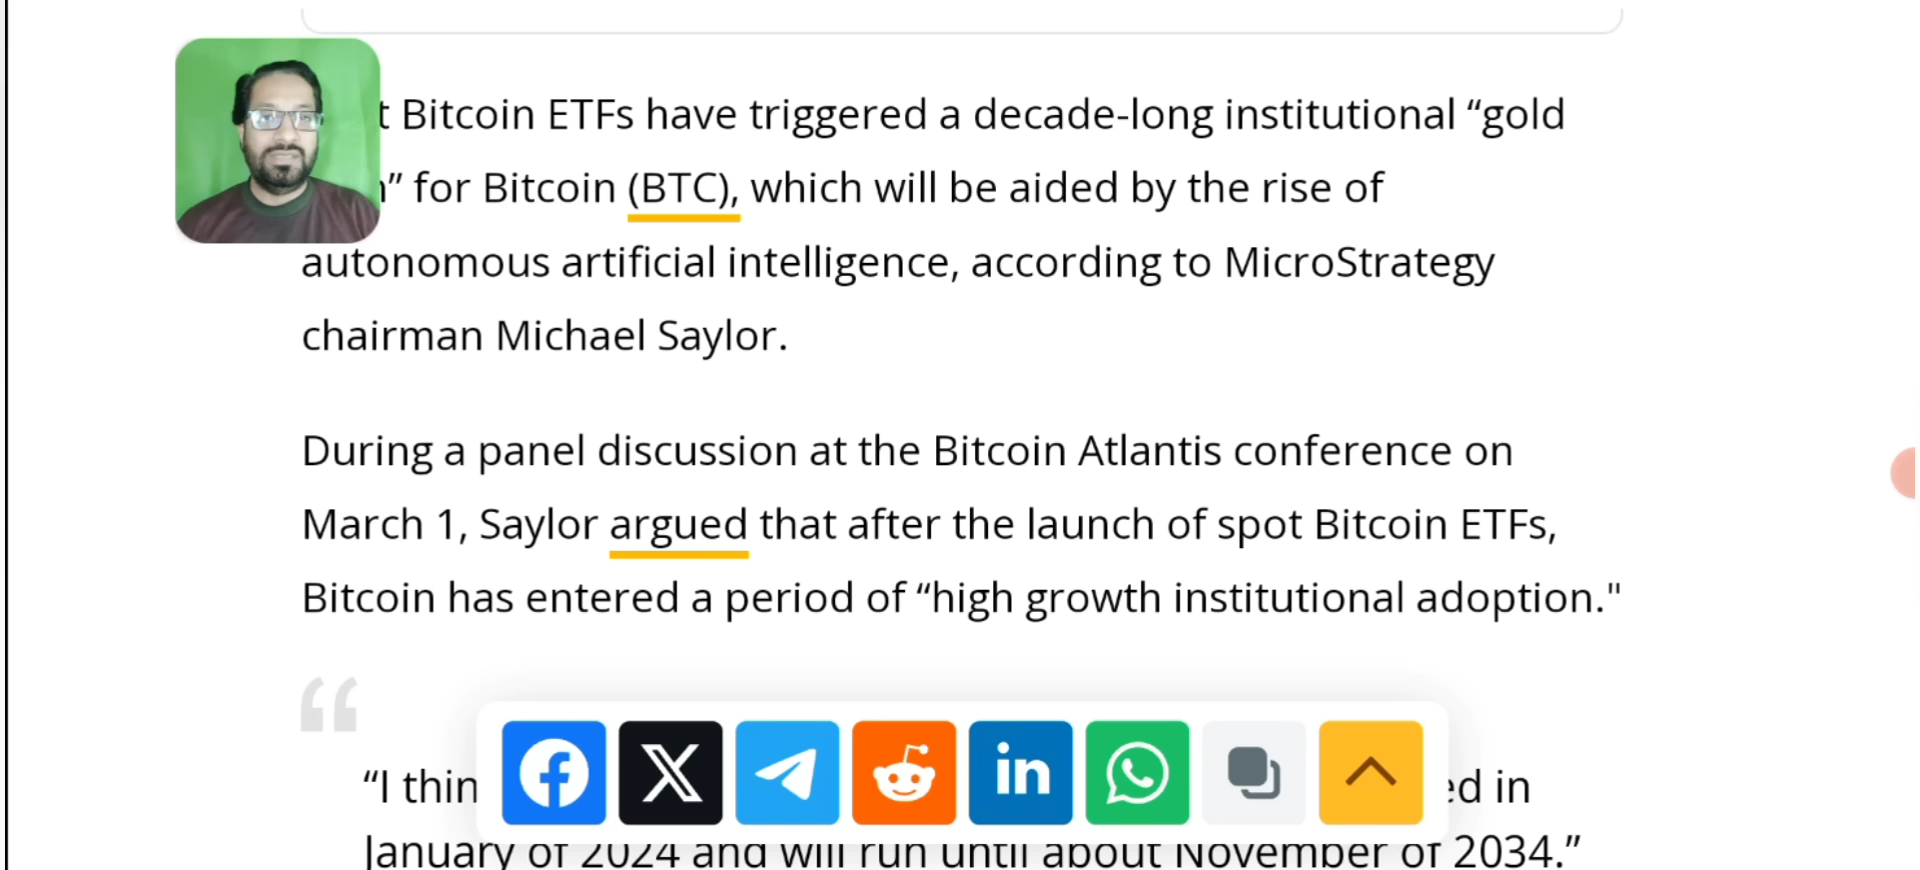 t Bitcoin ETFs have triggered a decade-long institutional “gold
” for Bitcoin (BTC), which will be aided by the rise of
autonomous artificial intelligence, according to MicroStrategy
chairman Michael Saylor.
During a panel discussion at the Bitcoin Atlantis conference on
March 1, Saylor argued that after the launch of spot Bitcoin ETFs,
Bitcoin has entered a period of “high growth institutional adoption."
“I thin ed in
January of 2024 and will run until about November of 2034.”